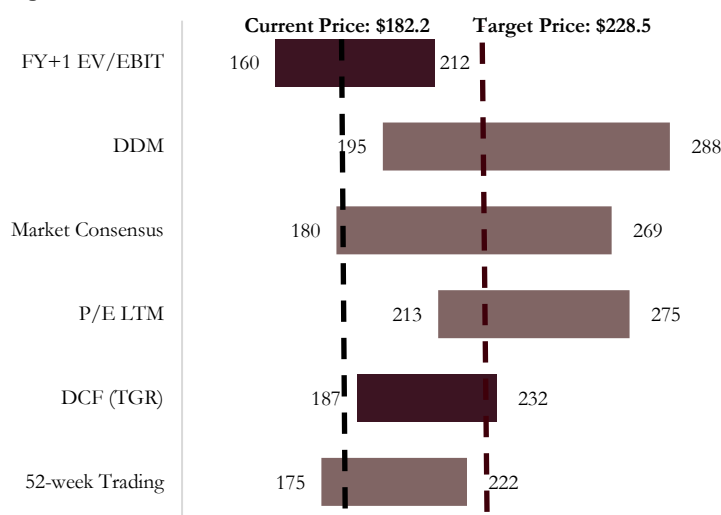 Current Price: $182.2
Target Price: $228.5
FY+1 EV/EBIT
160
212
DDM
195
288
Market Consensus
180
269
P/E LTM
213
275
DCF (TGR)
187
232
52-week Trading
175
222